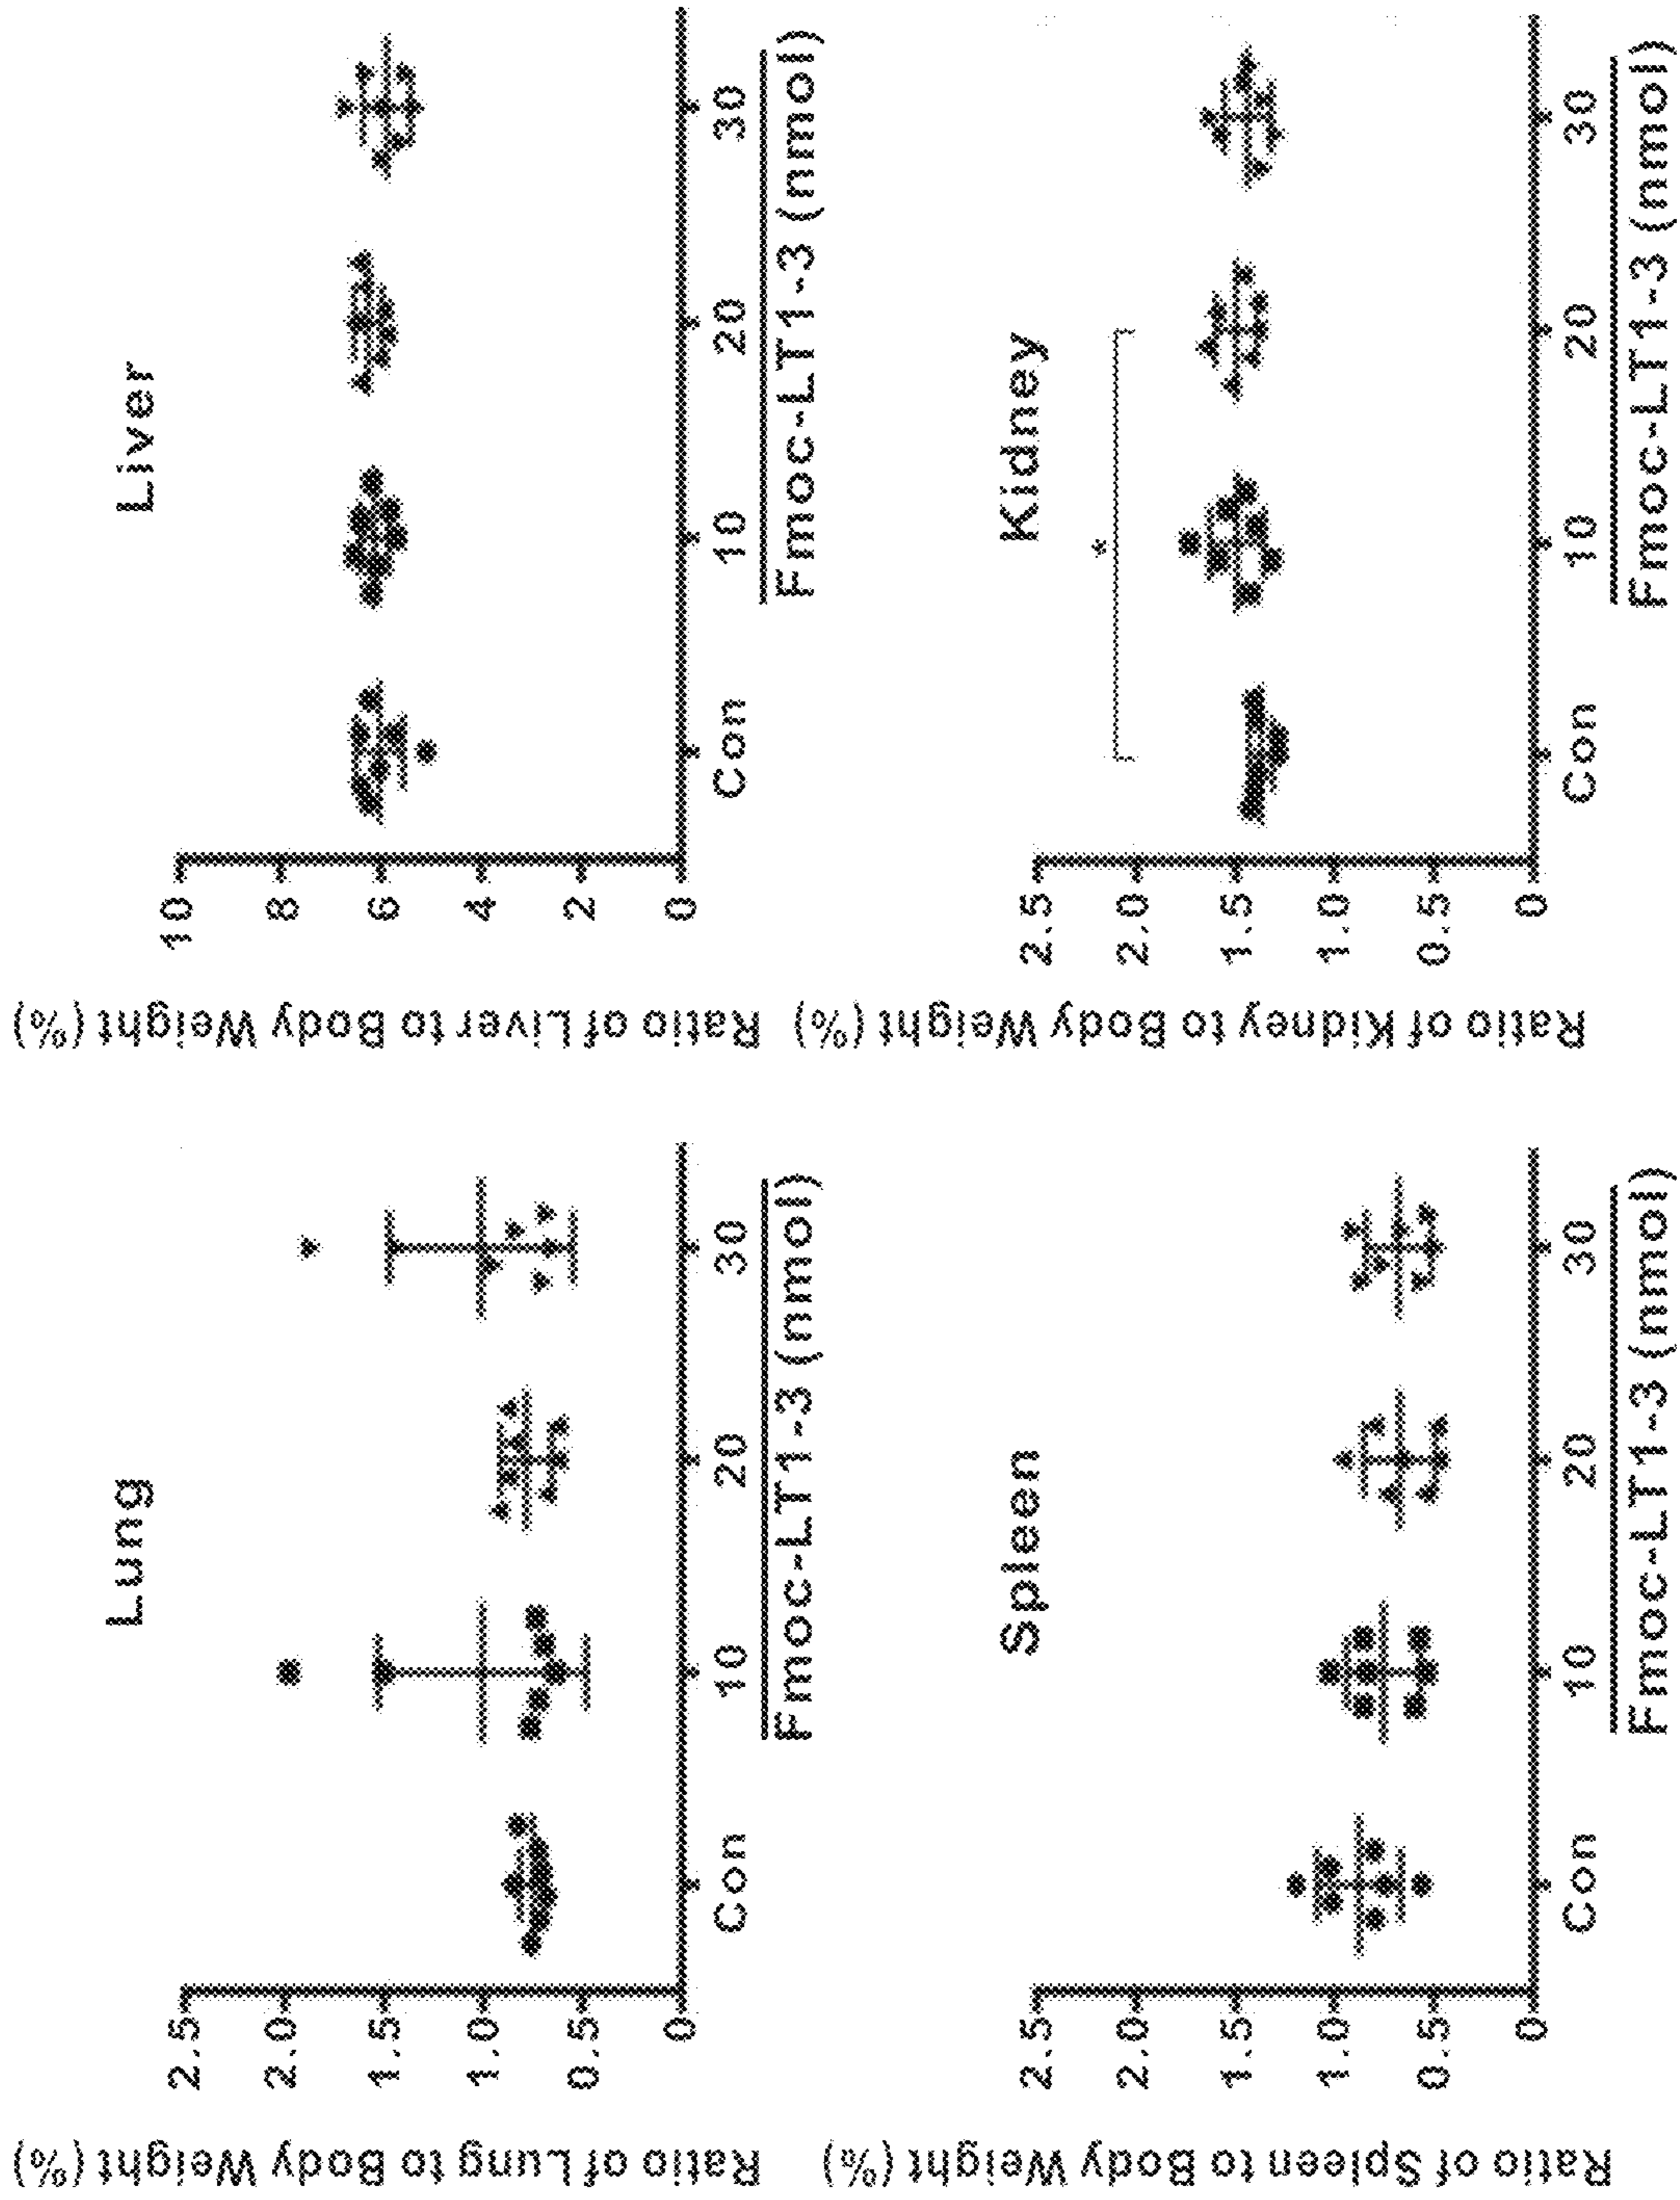 Lung
Ratio of Lung to Body Weight (%)
2.5
2.0
1.5
1.0
0.5
0
Con
10
20
30
Fmoc-LT1-3 (nmol)
Liver
Ratio of Liver to Body Weight (%)
10
8
6
4
2
0
Con
10
20
30
Fmoc-LT1-3 (nmol)
Spleen
Ratio of Spleen to Body Weight (%)
2.5
2.0
1.5
1.0
0.5
0
Con
10
20
30
Fmoc-LT1-3 (nmol)
Kidney
Ratio of Kidney to Body Weight (%)
2.5
2.0
1.5
1.0
0.5
0
*
Con
10
20
30
Fmoc-LT1-3 (nmol)